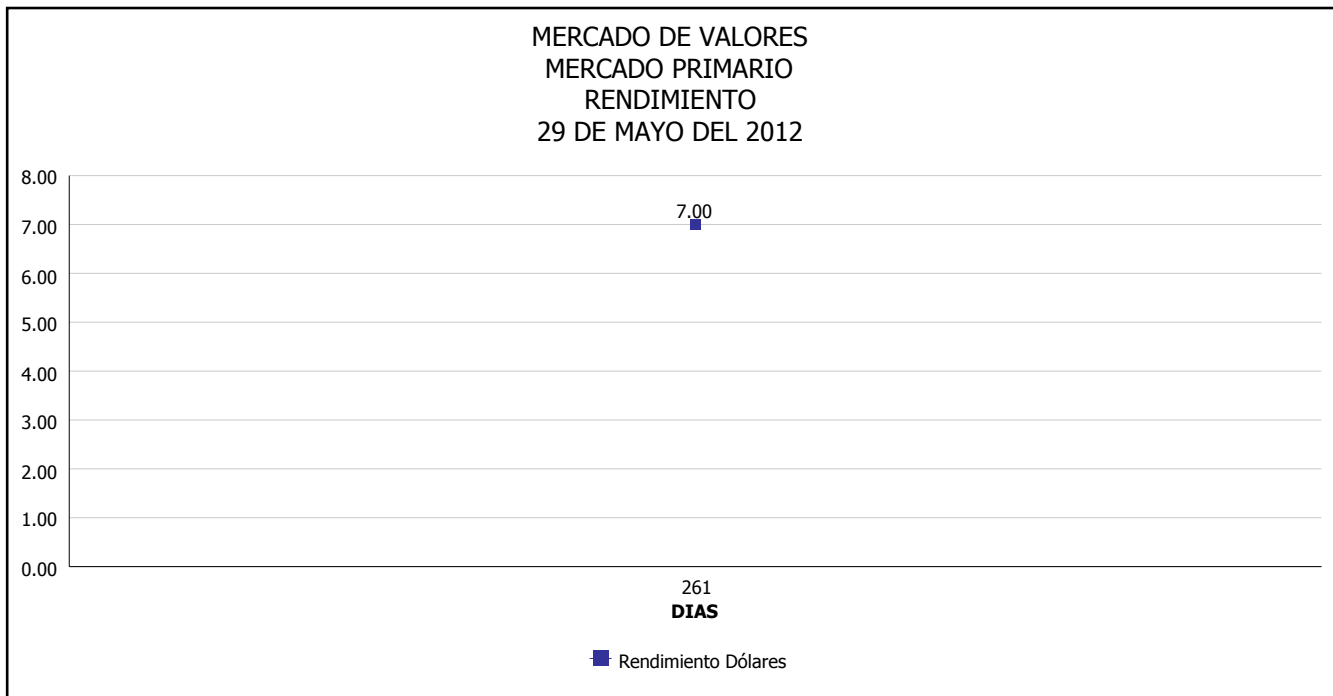 MERCADO DE VALORES
MERCADO PRIMARIO
RENDIMIENTO
29 DE MAYO DEL 2012
8.00
7.00
7.00
6.00
5.00
4.00
3.00
2.00
1.00
0.00
261
DIAS
Rendimiento Dólares